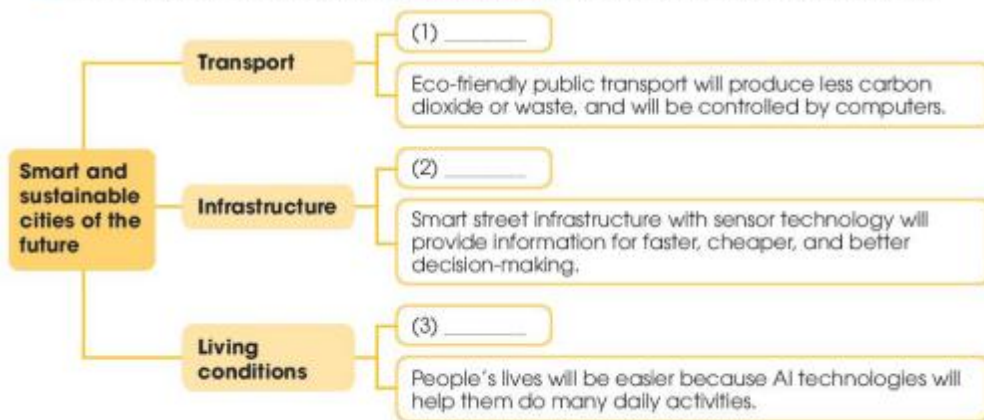 Smart and
sustainable
cities of the
future
Transport
(1) ________
Eco-friendly public transport will produce less carbon
dioxide or waste, and will be controlled by computers.
Infrastructure
(2) ________
Smart street infrastructure with sensor technology will
provide information for faster, cheaper, and better
decision-making.
Living
conditions
(3) ________
People's lives will be easier because AI technologies will
help them do many daily activities.